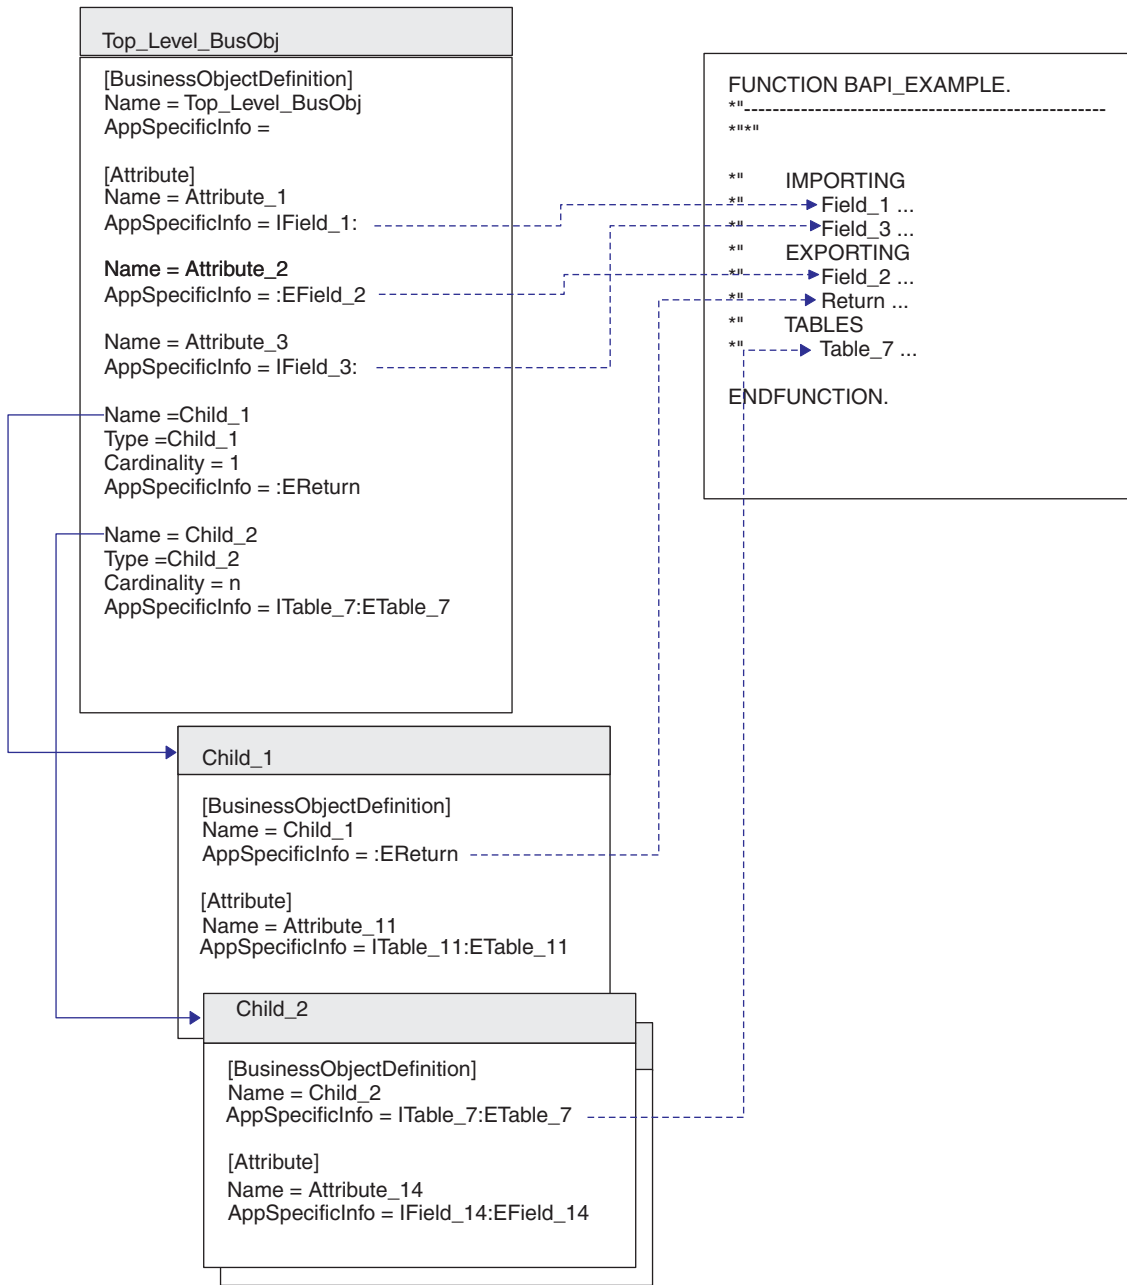 Top_Level_BusObj
[BusinessObjectDefinition]
Name = Top_Level_BusObj
AppSpecificInfo =
[Attribute]
Name = Attribute_1
AppSpecificInfo = IField_1:
Name = Attribute_2
AppSpecificInfo = :EField_2
Name = Attribute_3
AppSpecificInfo = IField_3:
Name =Child_1
Type =Child_1
Cardinality = 1
AppSpecificInfo = :EReturn
Name = Child_2
Type =Child_2
Cardinality = n
AppSpecificInfo = ITable_7:ETable_7
FUNCTION BAPI_EXAMPLE.
*"---------------------------------------------------
*"*"
*" IMPORTING
*" Field_1 ...
*" Field_3 ...
*" EXPORTING
*" Field_2 ...
*" Return ...
*" TABLES
*" Table_7 ...
ENDFUNCTION.
Child_1
[BusinessObjectDefinition]
Name = Child_1
AppSpecificInfo = :EReturn
[Attribute]
Name = Attribute_11
AppSpecificInfo = ITable_11:ETable_11
Child_2
[BusinessObjectDefinition]
Name = Child_2
AppSpecificInfo = ITable_7:ETable_7
[Attribute]
Name = Attribute_14
AppSpecificInfo = IField_14:EField_14